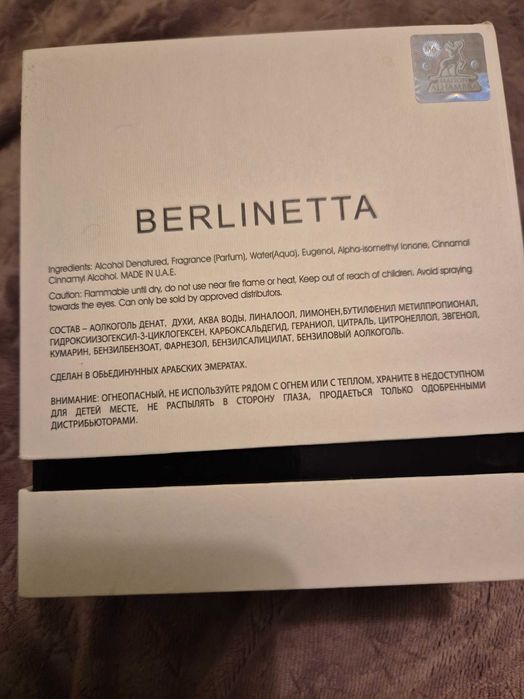 MAISON
ALHAMBRA
BERLINETTA
Ingredients: Alcohol Denatured, Fragrance (Parfum), Water(Aqua), Eugenol, Alpha-isomethyl Ionone, Cinnamal
Cinnamyl Alcohol. MADE IN U.A.E.
Caution: Flammable until dry, do not use near fire flame or heat, Keep out of reach of children. Avoid spraying
towards the eyes. Can only be sold by approved distributors.
СОСТАВ – АОЛКОГОЛЬ ДЕНАТ, ДУХИ, АКВА ВОДЫ, ЛИНАЛООЛ, ЛИМОНЕН,БУТИЛФЕНИЛ МЕТИЛПРОПИОНАЛ,
ГИДРОКСИИЗОГЕКСИЛ-3-ЦИКЛОГЕКСЕН, КАРБОКСАЛЬДЕГИД, ГЕРАНИОЛ, ЦИТРАЛЬ, ЦИТРОНЕЛЛОЛ, ЭВГЕНОЛ,
КУМАРИН, БЕНЗИЛБЕНЗОАТ, ФАРНЕЗОЛ, БЕНЗИЛСАЛИЦИЛАТ, БЕНЗИЛОВЫЙ АОЛКОГОЛЬ.
СДЕЛАН В ОБЬЕДИНУННЫХ АРАБСКИХ ЭМЕРАТАХ.
ВНИМАНИЕ: ОГНЕОПАСНЫЙ, НЕ ИСПОЛЬЗУЙТЕ РЯДОМ С ОГНЕМ ИЛИ С ТЕПЛОМ, ХРАНИТЕ В НЕДОСТУПНОМ
ДЛЯ ДЕТЕЙ МЕСТЕ, НЕ РАСПЫЛЯТЬ В СТОРОНУ ГЛАЗА, ПРОДАЕТЬСЯ ТОЛЬКО ОДОБРЕННЫМИ
ДИСТРИБЬЮТОРАМИ.